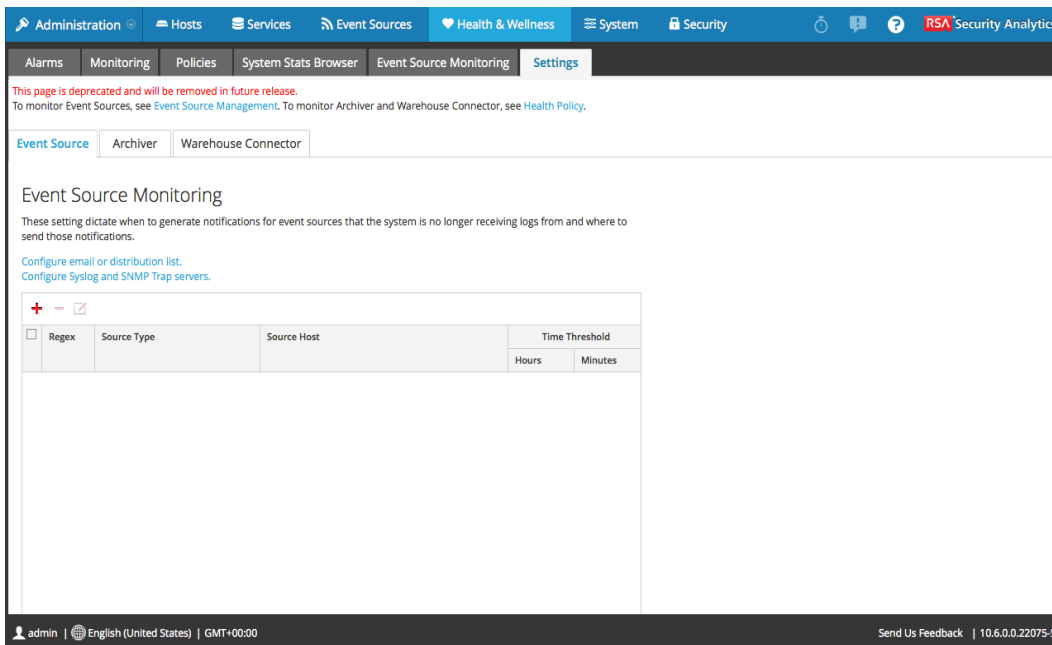 Administration Hosts Services Event Sources Health & Wellness System Security RSA Security Analytics
Alarms Monitoring Policies System Stats Browser Event Source Monitoring Settings
This page is deprecated and will be removed in future release.
To monitor Event Sources, see Event Source Management. To monitor Archiver and Warehouse Connector, see Health Policy.
Event Source Archiver Warehouse Connector
Event Source Monitoring
These setting dictate when to generate notifications for event sources that the system is no longer receiving logs from and where to
send those notifications.
Configure email or distribution list.
Configure Syslog and SNMP Trap servers.
Regex Source Type Source Host Time Threshold
Hours Minutes
admin | English (United States) | GMT+00:00 Send Us Feedback | 10.6.0.0.22075-